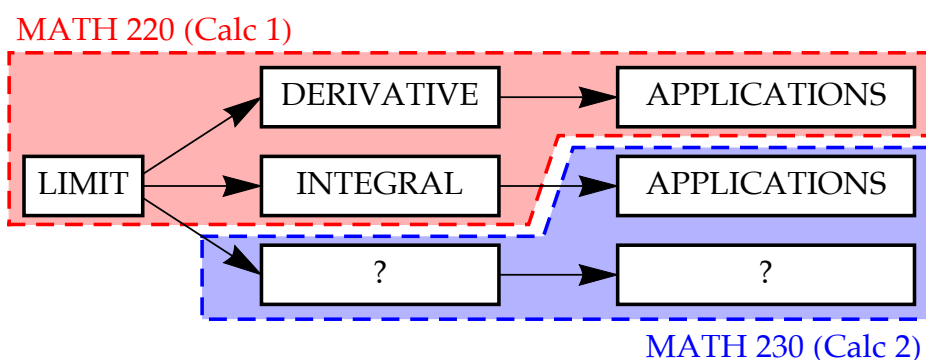 MATH 220 (Calc 1)
DERIVATIVE
APPLICATIONS
LIMIT
INTEGRAL
APPLICATIONS
?
?
MATH 230 (Calc 2)